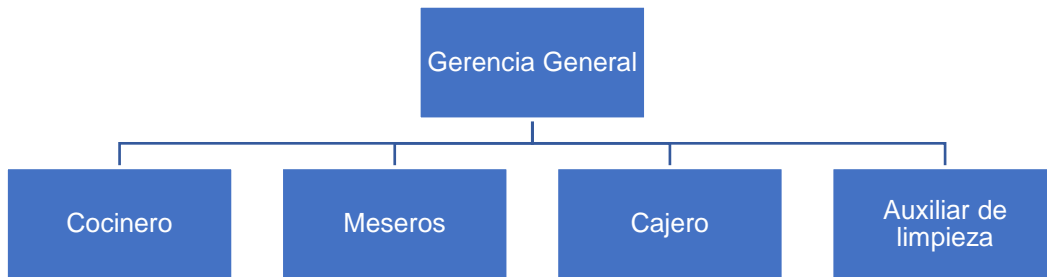 Gerencia General
Cocinero
Meseros
Cajero
Auxiliar de
limpieza